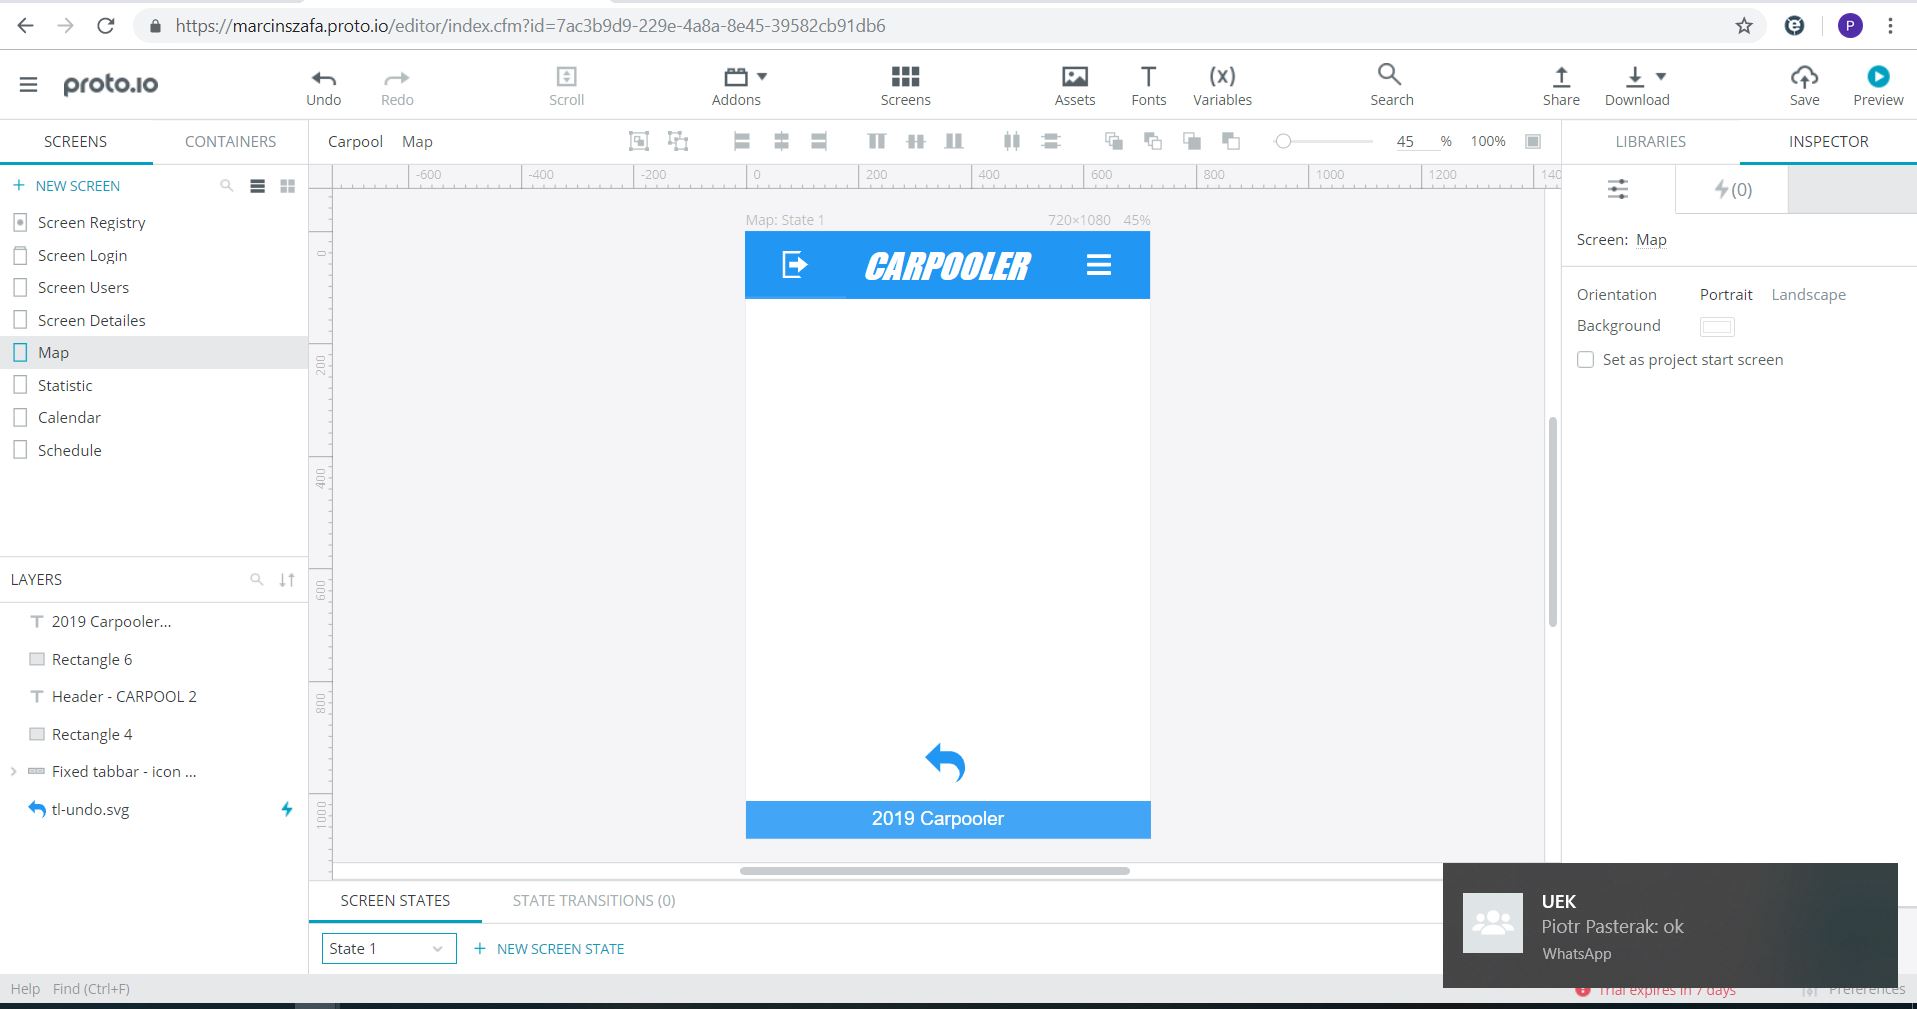 https://marcinszafa.proto.io/editor/index.cfm?id=7ac3b9d9-229e-4a8a-8e45-39582cb91db6
P
proto.io
Undo
Redo
Scroll
Addons
Screens
Assets
T
Fonts
(x)
Variables
Search
Share
Download
Save
Preview
SCREENS
CONTAINERS
Carpool Map
45 %
100%
LIBRARIES
INSPECTOR
+ NEW SCREEN
Screen Registry
Screen Login
Screen Users
Screen Detailes
Map
Statistic
Calendar
Schedule
LAYERS
T 2019 Carpooler...
Rectangle 6
T Header - CARPOOL 2
Rectangle 4
Fixed tabbar - icon ...
tl-undo.svg
-600 -400 -200 0 200 400 600 800 1000 1200 140
0
200
400
600
800
1000
Map: State 1
720×1080 45%
CARPOOLER
2019 Carpooler
(0)
Screen: Map
Orientation Portrait Landscape
Background
Set as project start screen
SCREEN STATES
STATE TRANSITIONS (0)
State 1
+ NEW SCREEN STATE
UEK
Piotr Pasterak: ok
WhatsApp
Help Find (Ctrl+F)
Trial expires in 7 days
Preferences